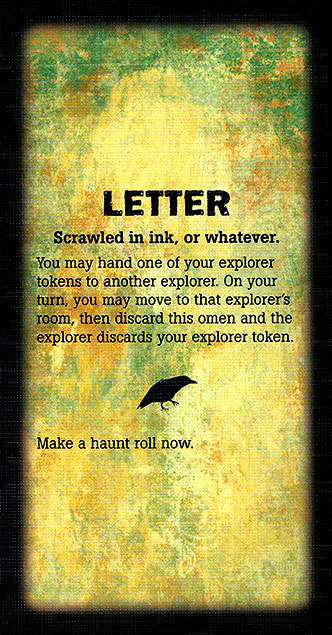 LETTER
Scrawled in ink, or whatever.
You may hand one of your explorer
tokens to another explorer. On your
turn, you may move to that explorer's
room, then discard this omen and the
explorer discards your explorer token.
Make a haunt roll now.